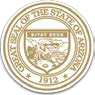 GREAT SEAL OF THE STATE OF ARIZONA
DITAT DEUS
1912